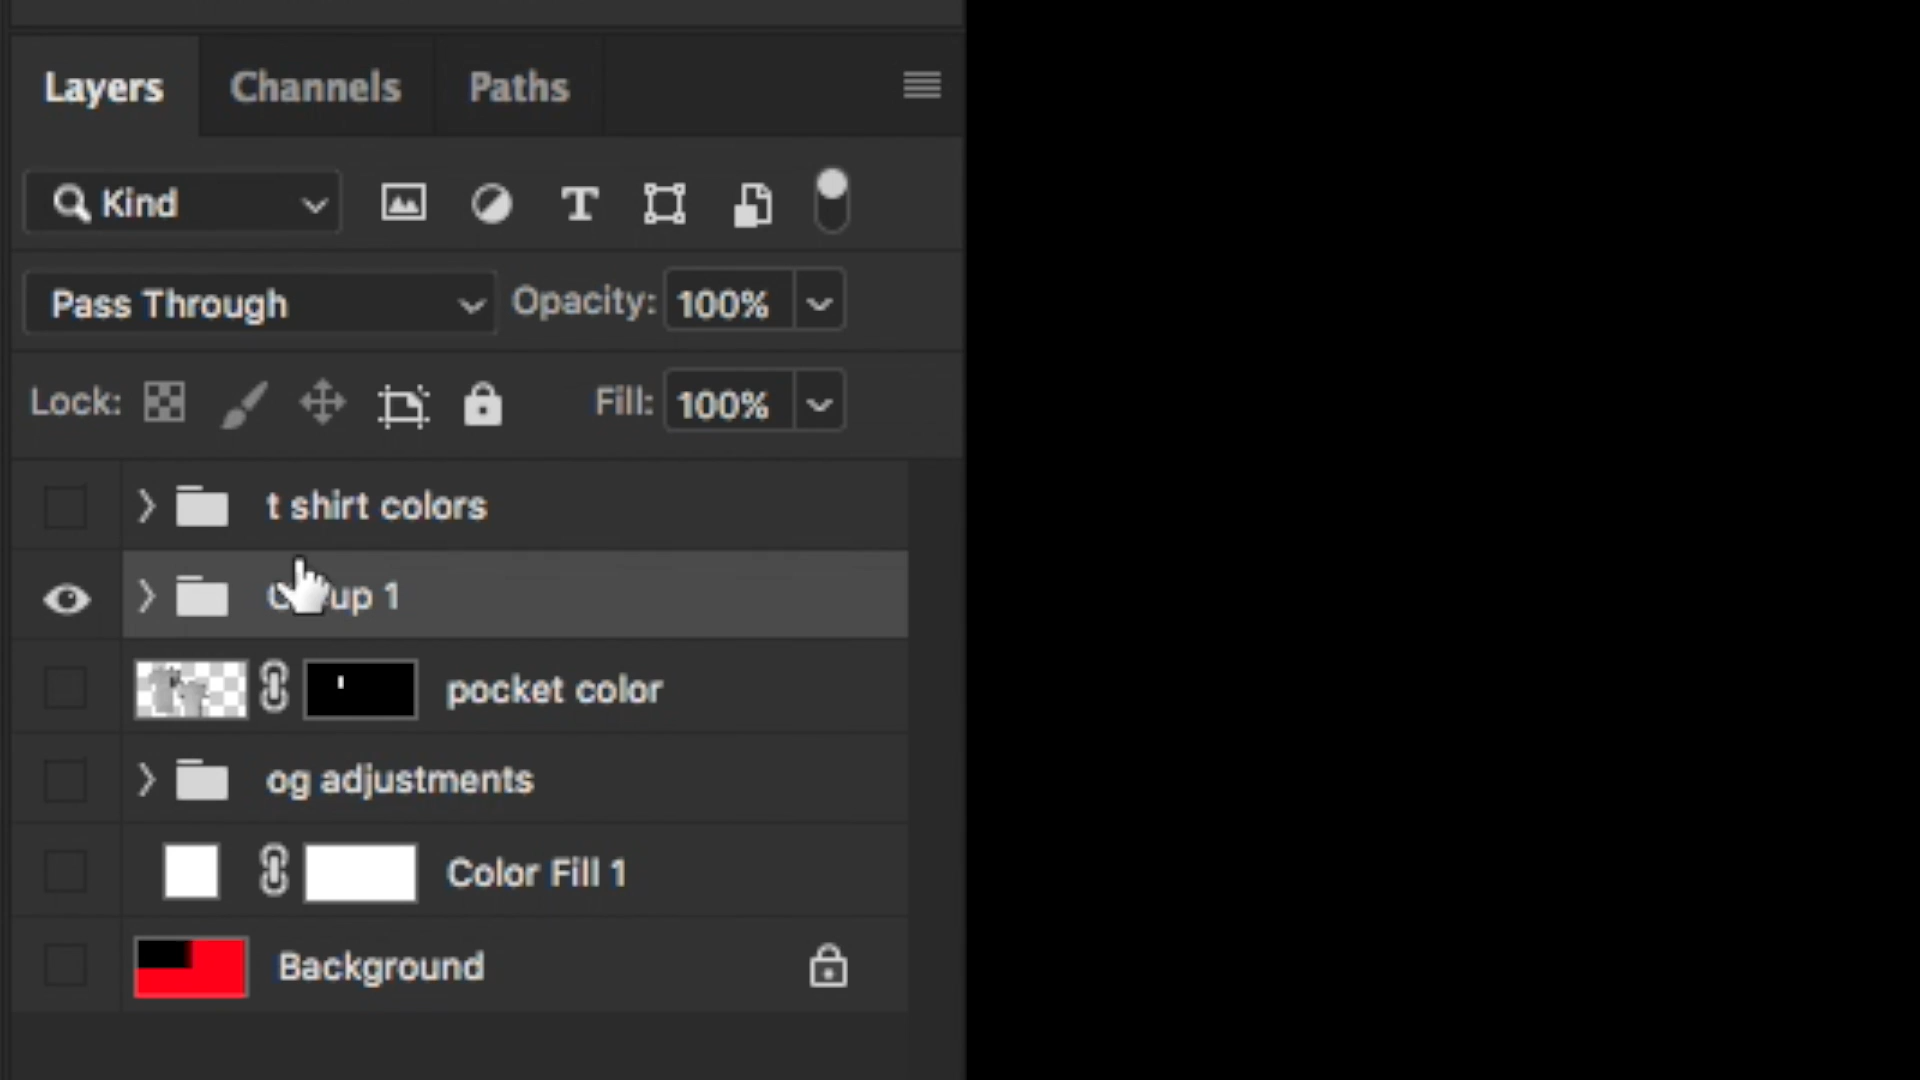 Layers Channels Paths
Kind
Pass Through Opacity: 100%
Lock: Fill: 100%
t shirt colors
1
pocket color
og adjustments
Color Fill 1
Background